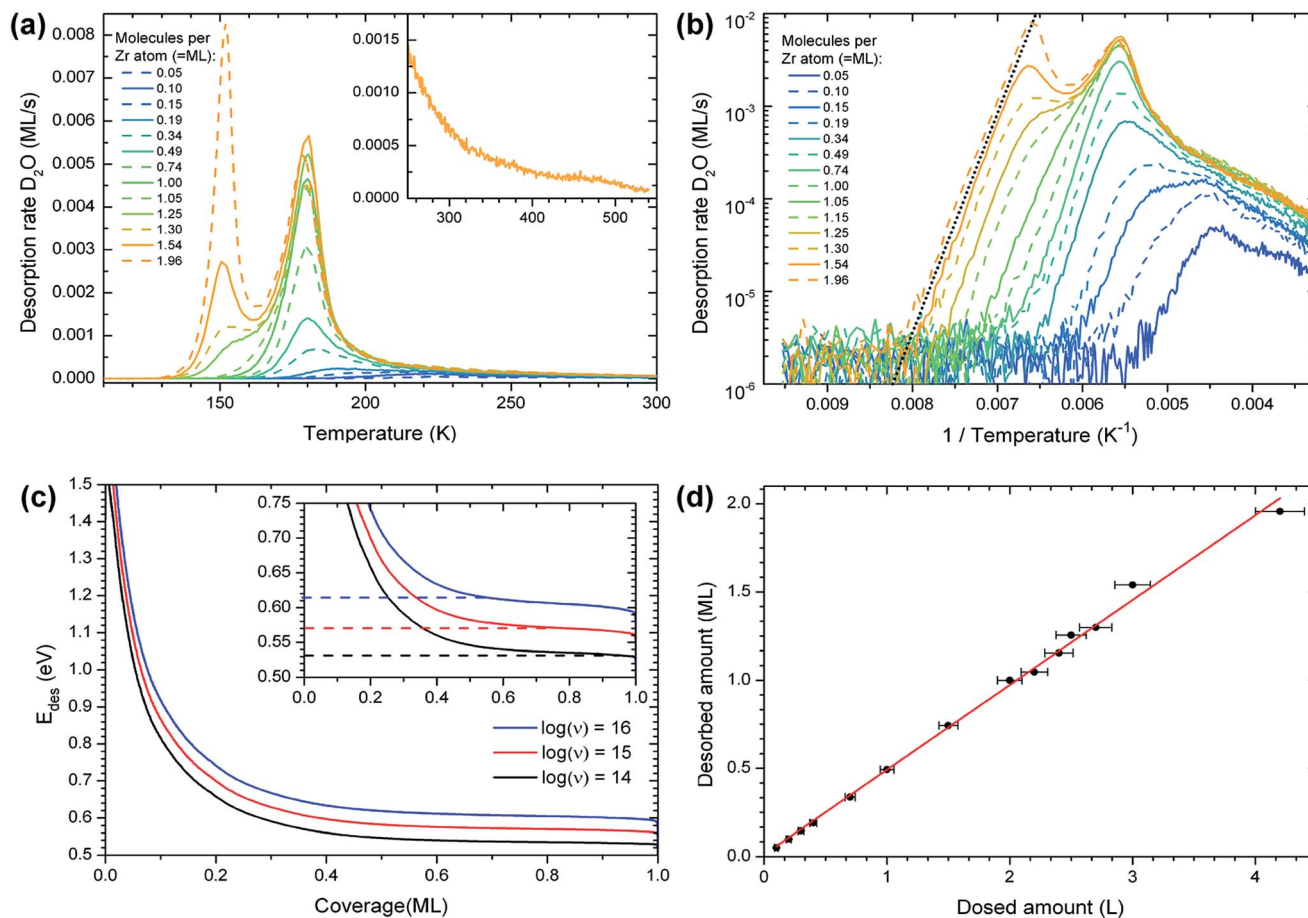 (a)
0.008
0.007
0.006
0.005
0.004
0.003
0.002
0.001
0.000
Desorption rate D₂O (ML/s)
Molecules per
Zr atom (=ML):
0.05
0.10
0.15
0.19
0.34
0.49
0.74
1.00
1.05
1.25
1.30
1.54
1.96
0.0015
0.0010
0.0005
0.0000
300 400 500
150 200 250 300
Temperature (K)
(b)
10⁻²
10⁻³
10⁻⁴
10⁻⁵
10⁻⁶
Desorption rate D₂O (ML/s)
Molecules per
Zr atom (=ML):
0.05
0.10
0.15
0.19
0.34
0.49
0.74
1.00
1.05
1.15
1.25
1.30
1.54
1.96
0.009 0.008 0.007 0.006 0.005 0.004
1 / Temperature (K⁻¹)
(c)
1.5
1.4
1.3
1.2
1.1
1.0
0.9
0.8
0.7
0.6
0.5
E_des (eV)
0.75
0.70
0.65
0.60
0.55
0.50
0.0 0.2 0.4 0.6 0.8 1.0
log(ν) = 16
log(ν) = 15
log(ν) = 14
0.0 0.2 0.4 0.6 0.8 1.0
Coverage(ML)
(d)
2.0
1.5
1.0
0.5
0.0
Desorbed amount (ML)
0 1 2 3 4
Dosed amount (L)